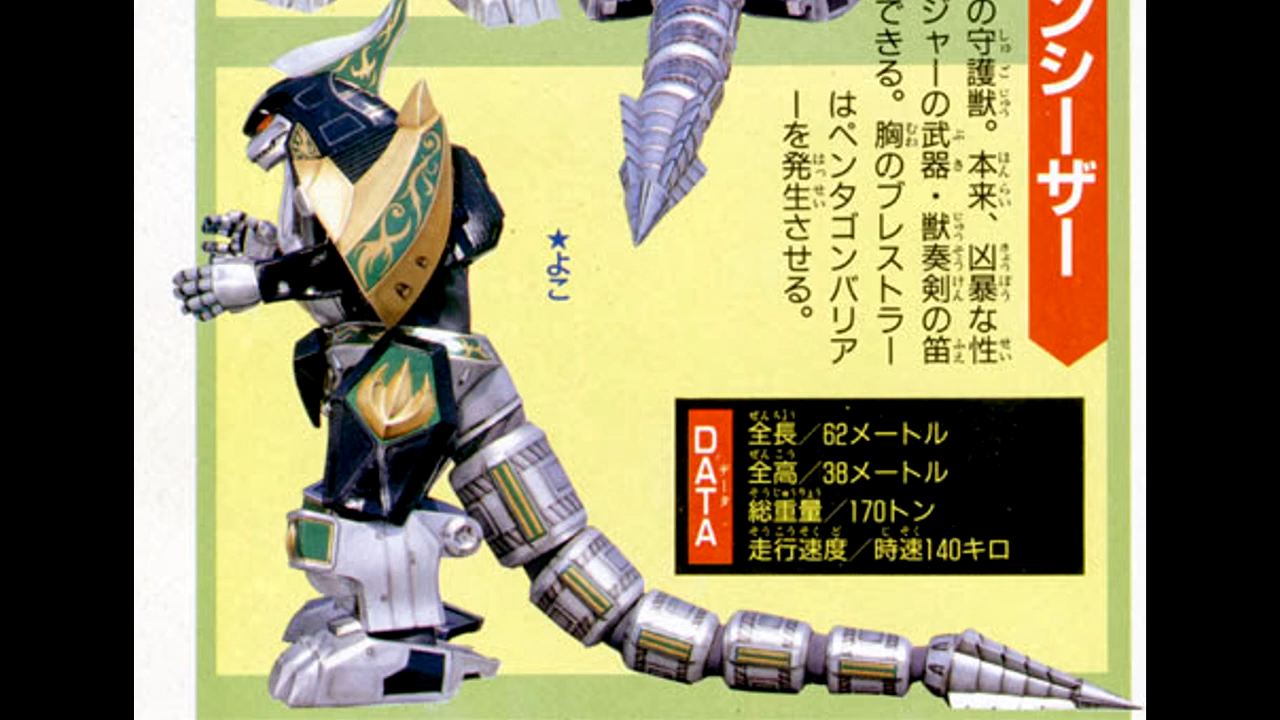 ンシーザー
の守護獣。本来、凶暴な性
ジャーの武器・獣奏剣の笛
できる。胸のブレストラー
はペンタゴンバリア
ーを発生させる。
★よこ
DATA
データ
全長／62メートル
全高／38メートル
総重量／170トン
走行速度／時速140キロ